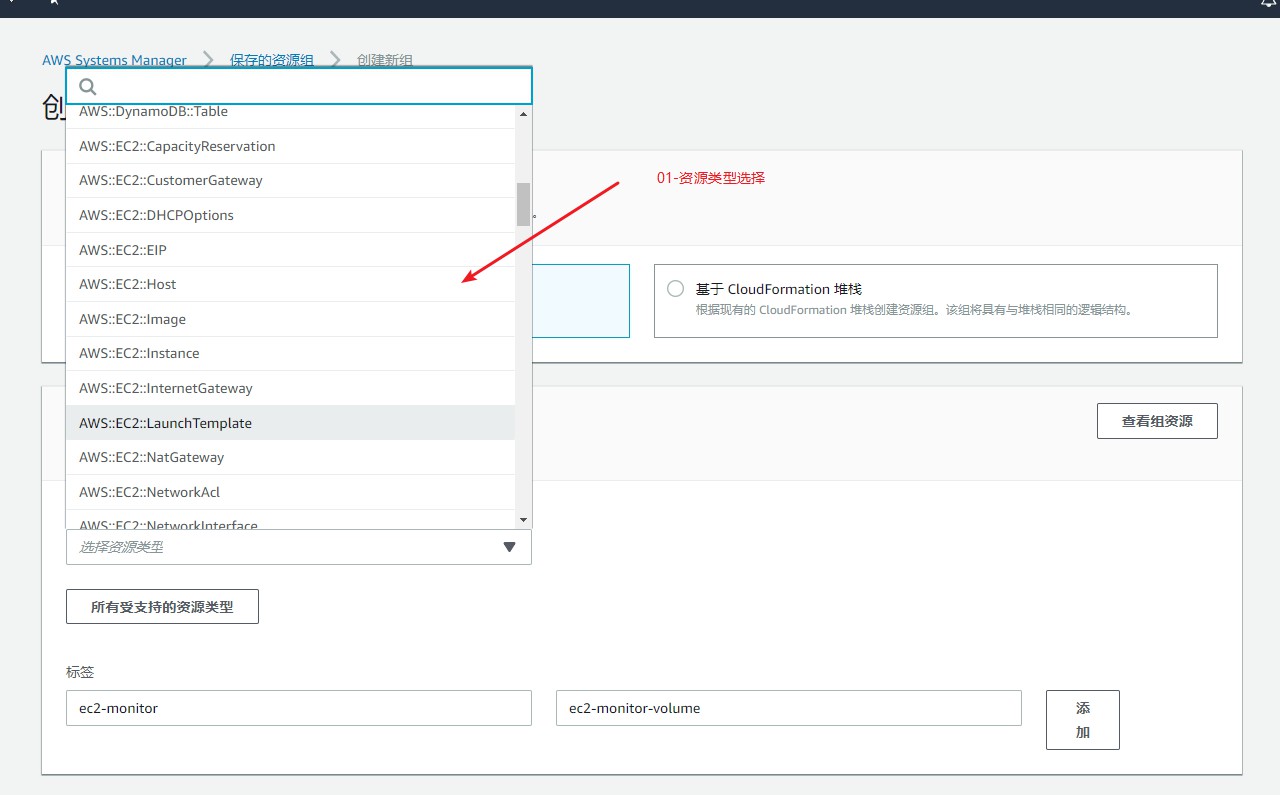 AWS Systems Manager 保存的资源组 创建新组
创
AWS::DynamoDB::Table
AWS::EC2::CapacityReservation
AWS::EC2::CustomerGateway
01-资源类型选择
AWS::EC2::DHCPOptions
。
AWS::EC2::EIP
AWS::EC2::Host
基于 CloudFormation 堆栈
根据现有的 CloudFormation 堆栈创建资源组。该组将具有与堆栈相同的逻辑结构。
AWS::EC2::Image
AWS::EC2::Instance
AWS::EC2::InternetGateway
AWS::EC2::LaunchTemplate
查看组资源
AWS::EC2::NatGateway
AWS::EC2::NetworkAcl
AWS::EC2::NetworkInterface
选择资源类型
所有受支持的资源类型
标签
ec2-monitor
ec2-monitor-volume
添
加